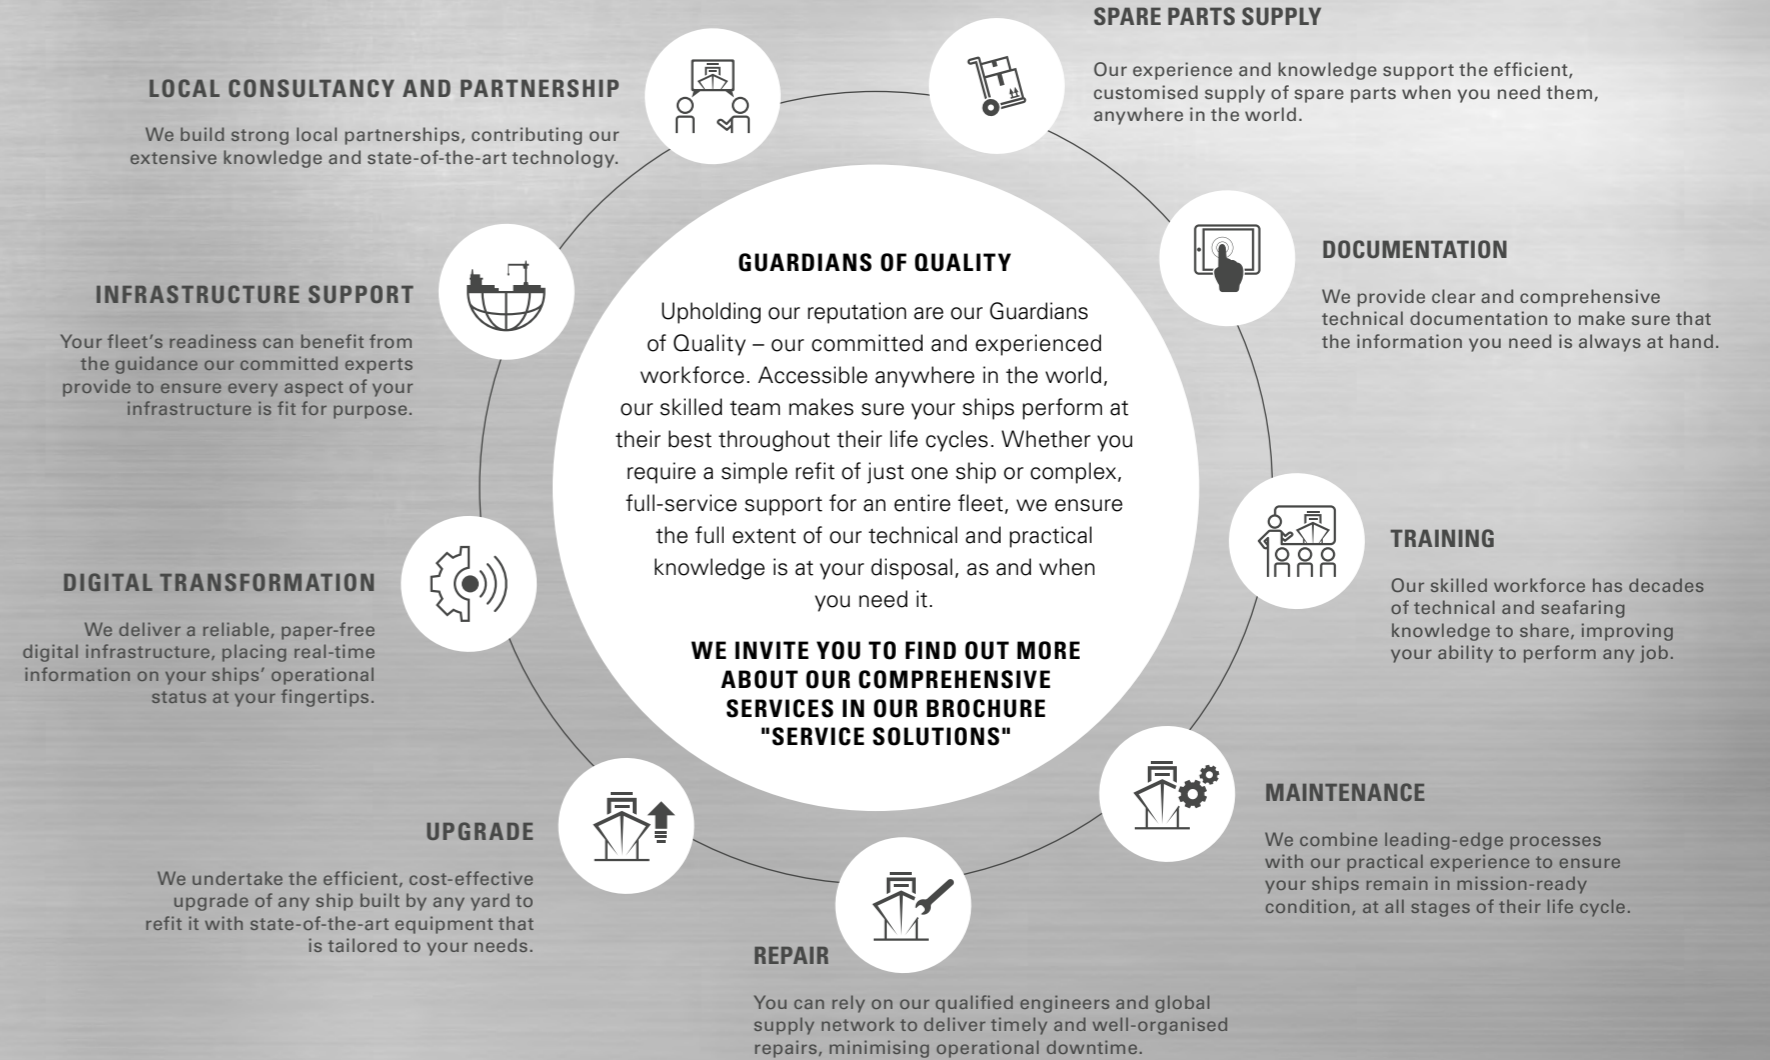 SPARE PARTS SUPPLY
Our experience and knowledge support the efficient,
customised supply of spare parts when you need them,
anywhere in the world.
LOCAL CONSULTANCY AND PARTNERSHIP
We build strong local partnerships, contributing our
extensive knowledge and state-of-the-art technology.
DOCUMENTATION
We provide clear and comprehensive
technical documentation to make sure that
the information you need is always at hand.
INFRASTRUCTURE SUPPORT
Your fleet's readiness can benefit from
the guidance our committed experts
provide to ensure every aspect of your
infrastructure is fit for purpose.
GUARDIANS OF QUALITY
Upholding our reputation are our Guardians
of Quality – our committed and experienced
workforce. Accessible anywhere in the world,
our skilled team makes sure your ships perform at
their best throughout their life cycles. Whether you
require a simple refit of just one ship or complex,
full-service support for an entire fleet, we ensure
the full extent of our technical and practical
knowledge is at your disposal, as and when
you need it.
WE INVITE YOU TO FIND OUT MORE
ABOUT OUR COMPREHENSIVE
SERVICES IN OUR BROCHURE
"SERVICE SOLUTIONS"
TRAINING
Our skilled workforce has decades
of technical and seafaring
knowledge to share, improving
your ability to perform any job.
DIGITAL TRANSFORMATION
We deliver a reliable, paper-free
digital infrastructure, placing real-time
information on your ships' operational
status at your fingertips.
MAINTENANCE
We combine leading-edge processes
with our practical experience to ensure
your ships remain in mission-ready
condition, at all stages of their life cycle.
UPGRADE
We undertake the efficient, cost-effective
upgrade of any ship built by any yard to
refit it with state-of-the-art equipment that
is tailored to your needs.
REPAIR
You can rely on our qualified engineers and global
supply network to deliver timely and well-organised
repairs, minimising operational downtime.